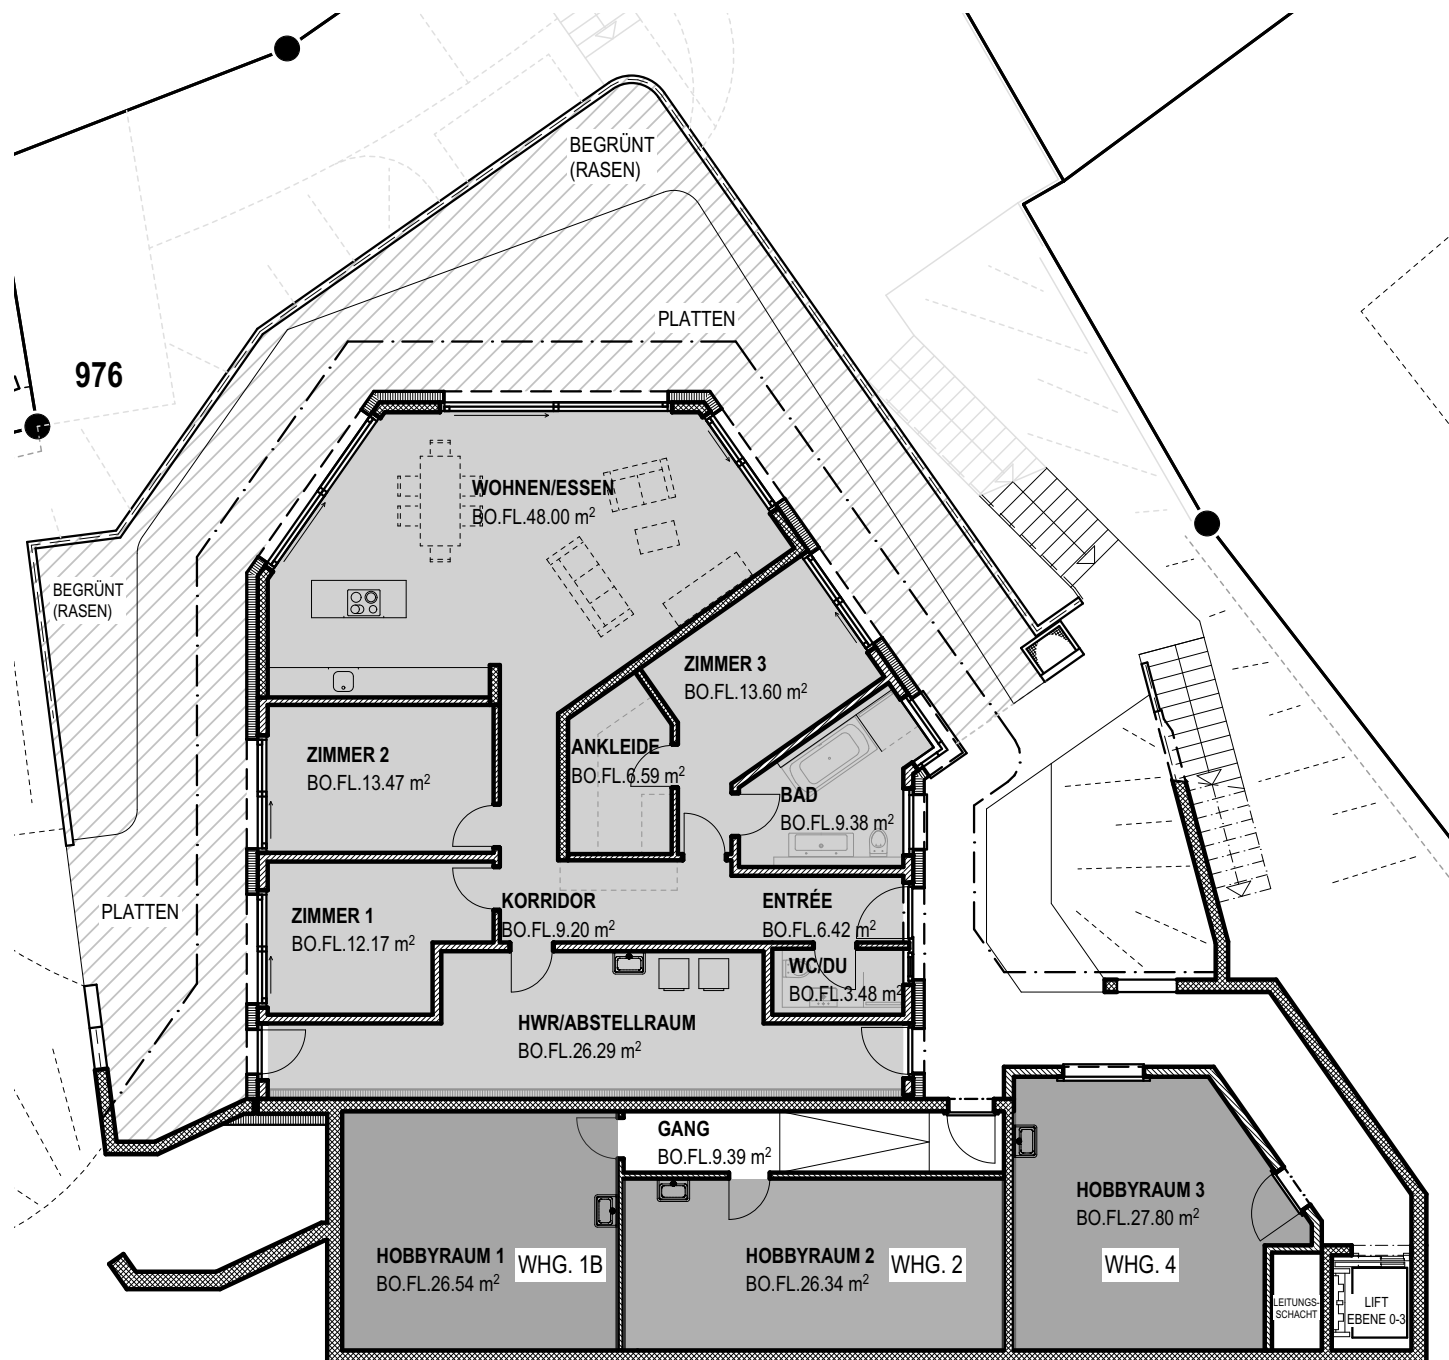 BEGRÜNT
(RASEN)
PLATTEN
976
WOHNEN/ESSEN
BO.FL.48.00 m²
BEGRÜNT
(RASEN)
ZIMMER 3
BO.FL.13.60 m²
ZIMMER 2
BO.FL.13.47 m²
ANKLEIDE
BO.FL.6.59 m²
BAD
BO.FL.9.38 m²
PLATTEN
ZIMMER 1
BO.FL.12.17 m²
KORRIDOR
BO.FL.9.20 m²
ENTRÉE
BO.FL.6.42 m²
WC/DU
BO.FL.3.48 m²
HWR/ABSTELLRAUM
BO.FL.26.29 m²
GANG
BO.FL.9.39 m²
HOBBYRAUM 3
BO.FL.27.80 m²
WHG. 4
HOBBYRAUM 1
BO.FL.26.54 m²
WHG. 1B
HOBBYRAUM 2
BO.FL.26.34 m²
WHG. 2
LEITUNGS-
SCHACHT
LIFT
EBENE 0-3